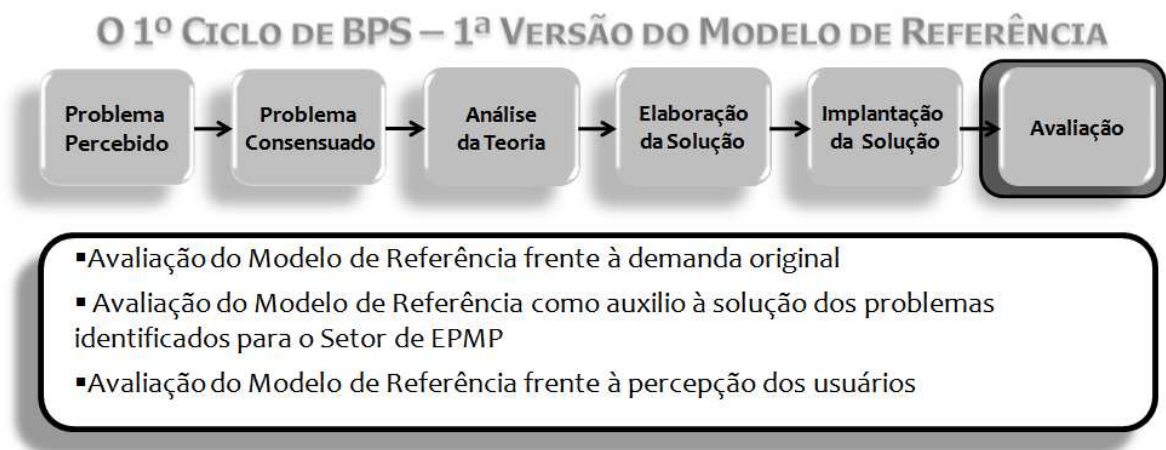 O 1º CICLO DE BPS – 1ª VERSÃO DO MODELO DE REFERÊNCIA
Problema
Percebido
Problema
Consensuado
Análise
da Teoria
Elaboração
da Solução
Implantação
da Solução
Avaliação
▪Avaliação do Modelo de Referência frente à demanda original
▪ Avaliação do Modelo de Referência como auxilio à solução dos problemas
identificados para o Setor de EPMP
▪Avaliação do Modelo de Referência frente à percepção dos usuários